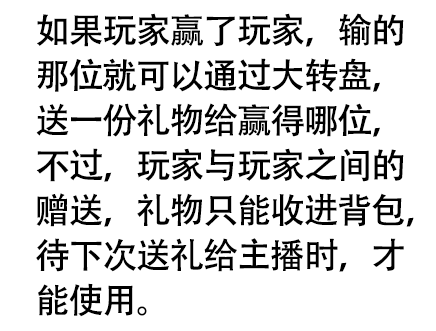 如果玩家赢了玩家，输的
那位就可以通过大转盘，
送一份礼物给赢得哪位，
不过，玩家与玩家之间的
赠送，礼物只能收进背包，
待下次送礼给主播时，才
能使用。